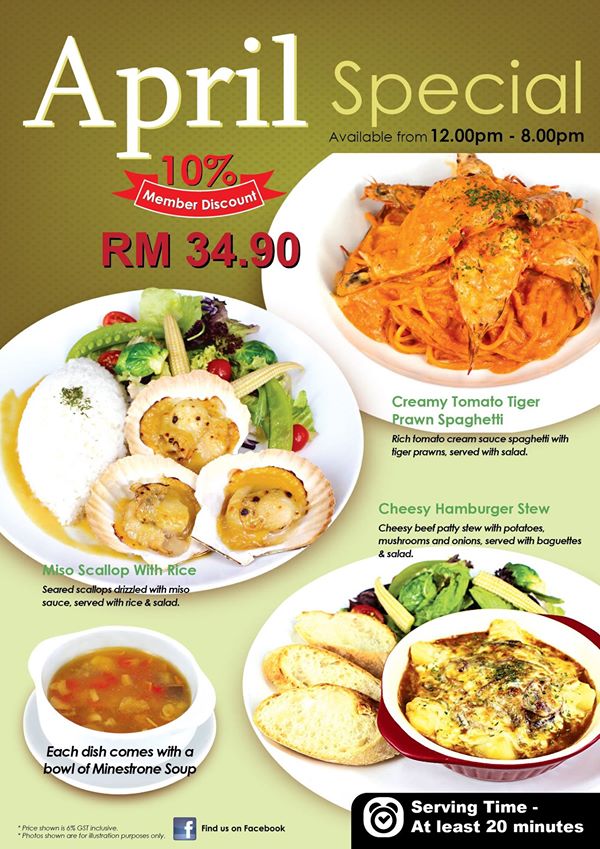 April Special
Available from 12.00pm - 8.00pm
10%
Member Discount
RM 34.90
Creamy Tomato Tiger
Prawn Spaghetti
Rich tomato cream sauce spaghetti with
tiger prawns, served with salad.
Cheesy Hamburger Stew
Cheesy beef patty stew with potatoes,
mushrooms and onions, served with baguettes
& salad.
Miso Scallop With Rice
Seared scallops drizzled with miso
sauce, served with rice & salad.
Each dish comes with a
bowl of Minestrone Soup
Serving Time -
At least 20 minutes
* Price shown is 6% GST inclusive.
* Photos shown are for illustration purposes only.
f Find us on Facebook